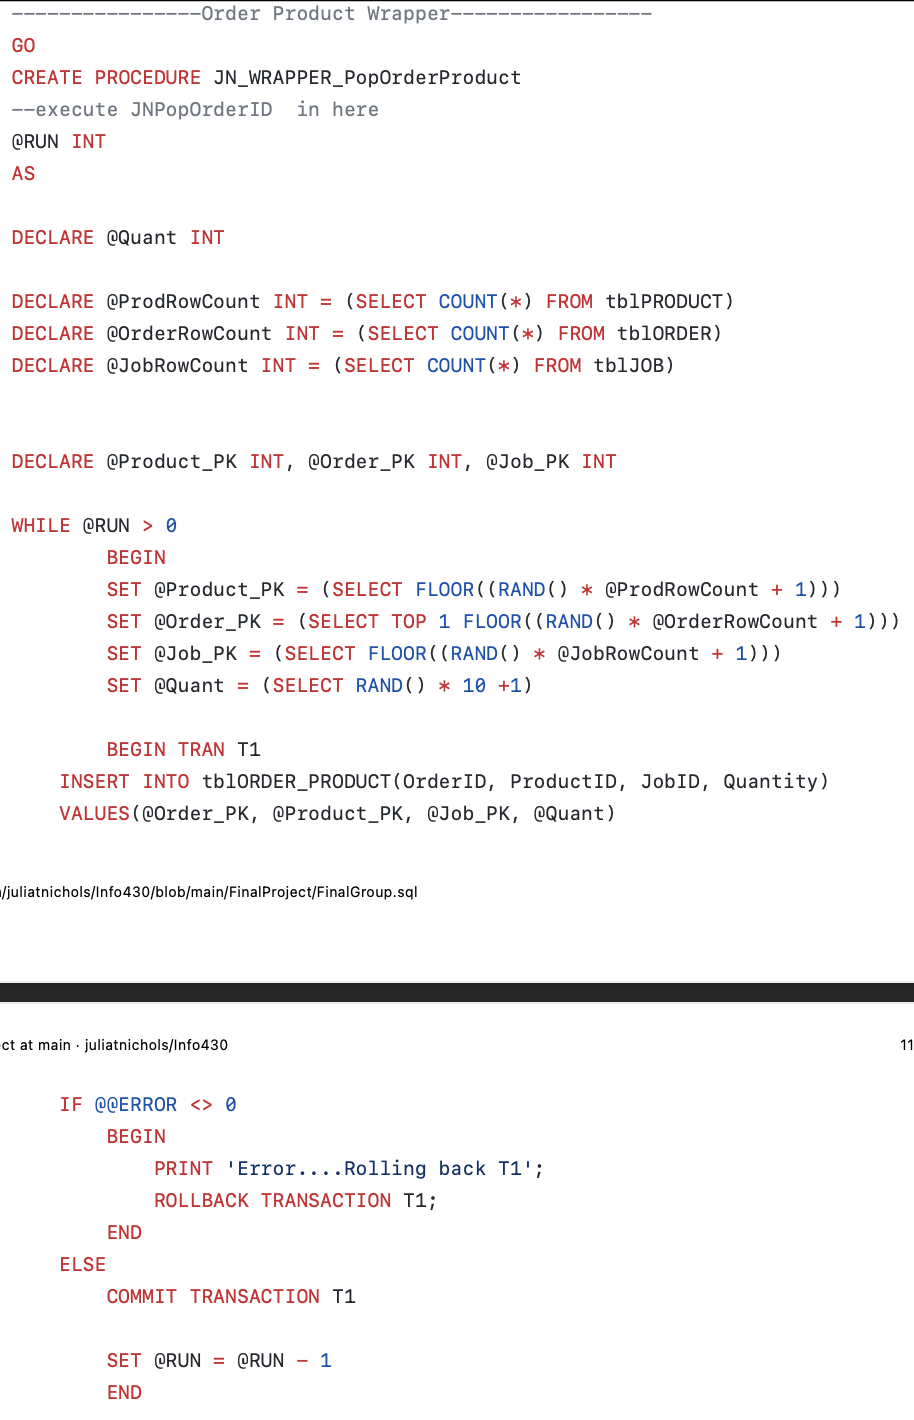 ----------------Order Product Wrapper-----------------
GO
CREATE PROCEDURE JN_WRAPPER_PopOrderProduct
--execute JNPopOrderID  in here
@RUN INT
AS
DECLARE @Quant INT
DECLARE @ProdRowCount INT = (SELECT COUNT(*) FROM tblPRODUCT)
DECLARE @OrderRowCount INT = (SELECT COUNT(*) FROM tblORDER)
DECLARE @JobRowCount INT = (SELECT COUNT(*) FROM tblJOB)
DECLARE @Product_PK INT, @Order_PK INT, @Job_PK INT
WHILE @RUN > 0
BEGIN
SET @Product_PK = (SELECT FLOOR((RAND() * @ProdRowCount + 1)))
SET @Order_PK = (SELECT TOP 1 FLOOR((RAND() * @OrderRowCount + 1)))
SET @Job_PK = (SELECT FLOOR((RAND() * @JobRowCount + 1)))
SET @Quant = (SELECT RAND() * 10 +1)
BEGIN TRAN T1
INSERT INTO tblORDER_PRODUCT(OrderID, ProductID, JobID, Quantity)
VALUES(@Order_PK, @Product_PK, @Job_PK, @Quant)
/juliatnichols/Info430/blob/main/FinalProject/FinalGroup.sql
ct at main · juliatnichols/Info430 11
IF @@ERROR <> 0
BEGIN
PRINT 'Error....Rolling back T1';
ROLLBACK TRANSACTION T1;
END
ELSE
COMMIT TRANSACTION T1
SET @RUN = @RUN - 1
END